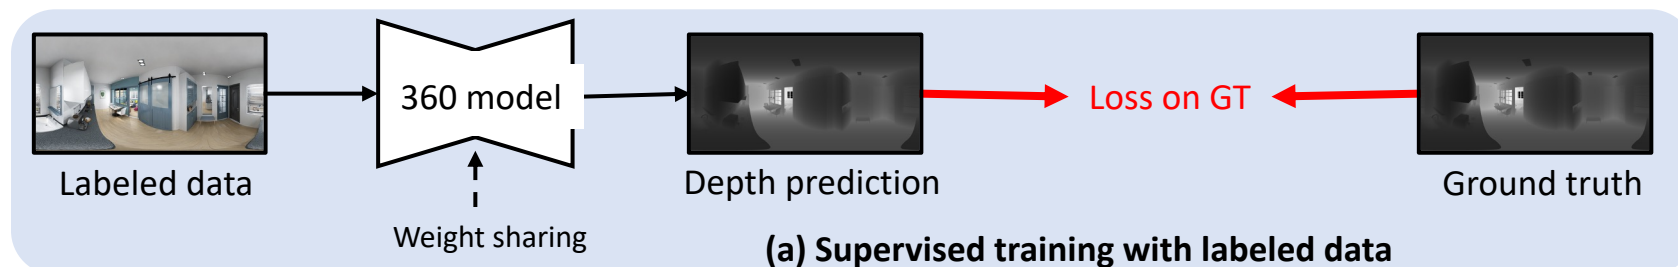 360 model
Loss on GT
Labeled data
Depth prediction
Ground truth
Weight sharing
(a) Supervised training with labeled data